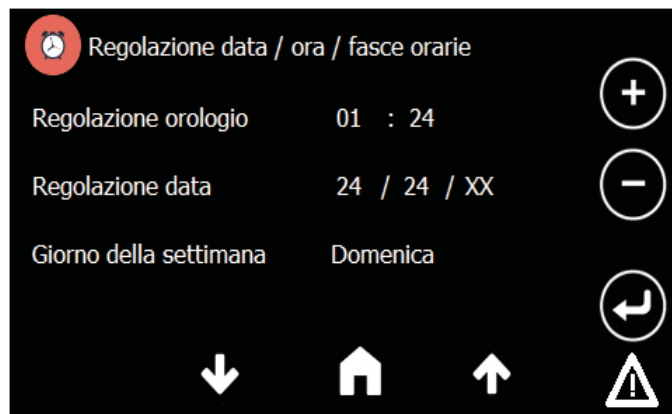 Regolazione data / ora / fasce orarie
Regolazione orologio 01 : 24
Regolazione data 24 / 24 / XX
Giorno della settimana Domenica